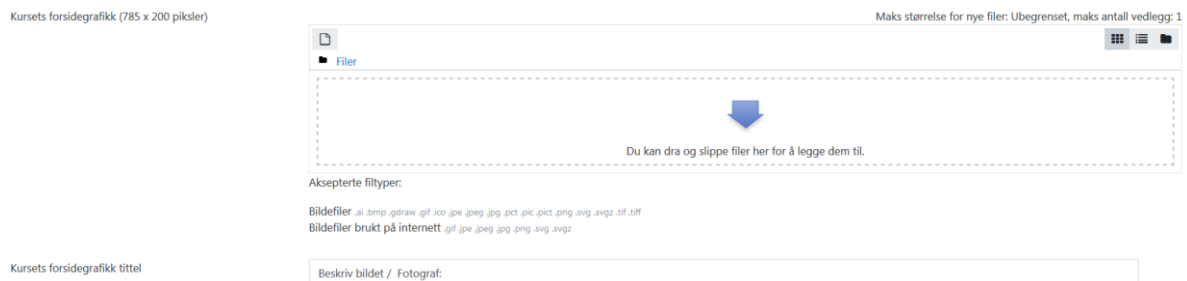 Kursets forsidegrafikk (785 x 200 piksler)
Maks størrelse for nye filer: Ubegrenset, maks antall vedlegg: 1
Filer
Du kan dra og slippe filer her for å legge dem til.
Aksepterte filtyper:
Bildefiler .ai .bmp .gdraw .gif .ico .jpe .jpeg .jpg .pct .pic .pict .png .svg .svgz .tif .tiff
Bildefiler brukt på internett .gif .jpe .jpeg .jpg .png .svg .svgz
Kursets forsidegrafikk tittel
Beskriv bildet / Fotograf: